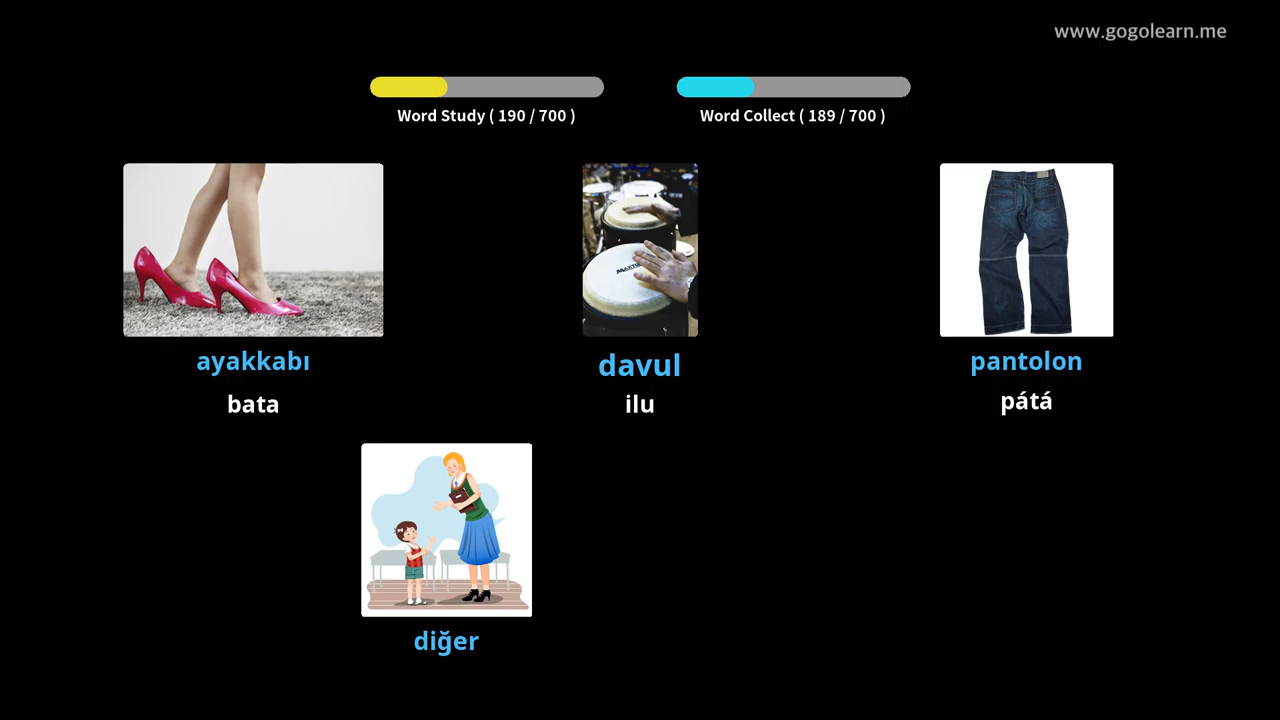 www.gogolearn.me
Word Study ( 190 / 700 )
Word Collect ( 189 / 700 )
ayakkabı
davul
pantolon
bata
ilu
pátá
diğer